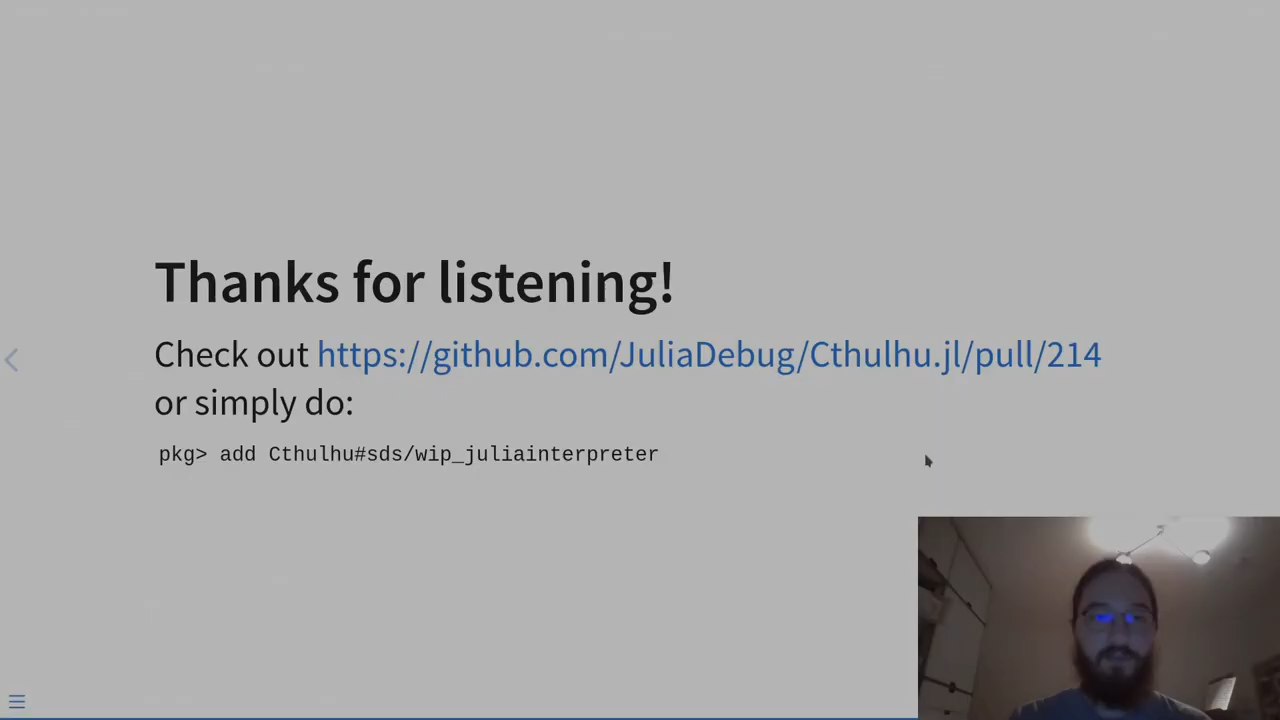 Thanks for listening!
Check out https://github.com/JuliaDebug/Cthulhu.jl/pull/214
or simply do:
pkg> add Cthulhu#sds/wip_juliainterpreter